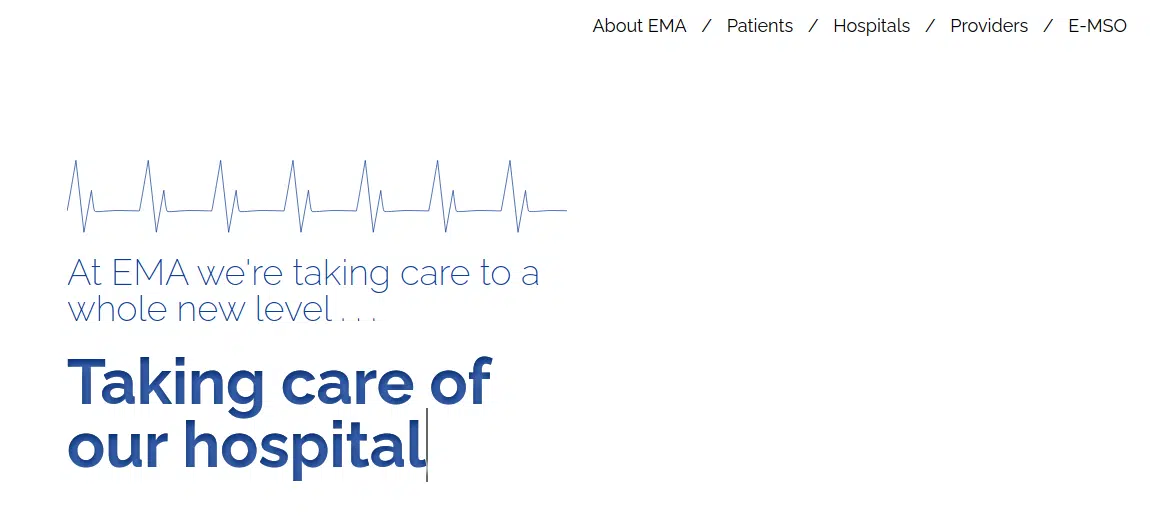 About EMA / Patients / Hospitals / Providers / E-MSO
At EMA we're taking care to a
whole new level . . .
Taking care of
our hospital